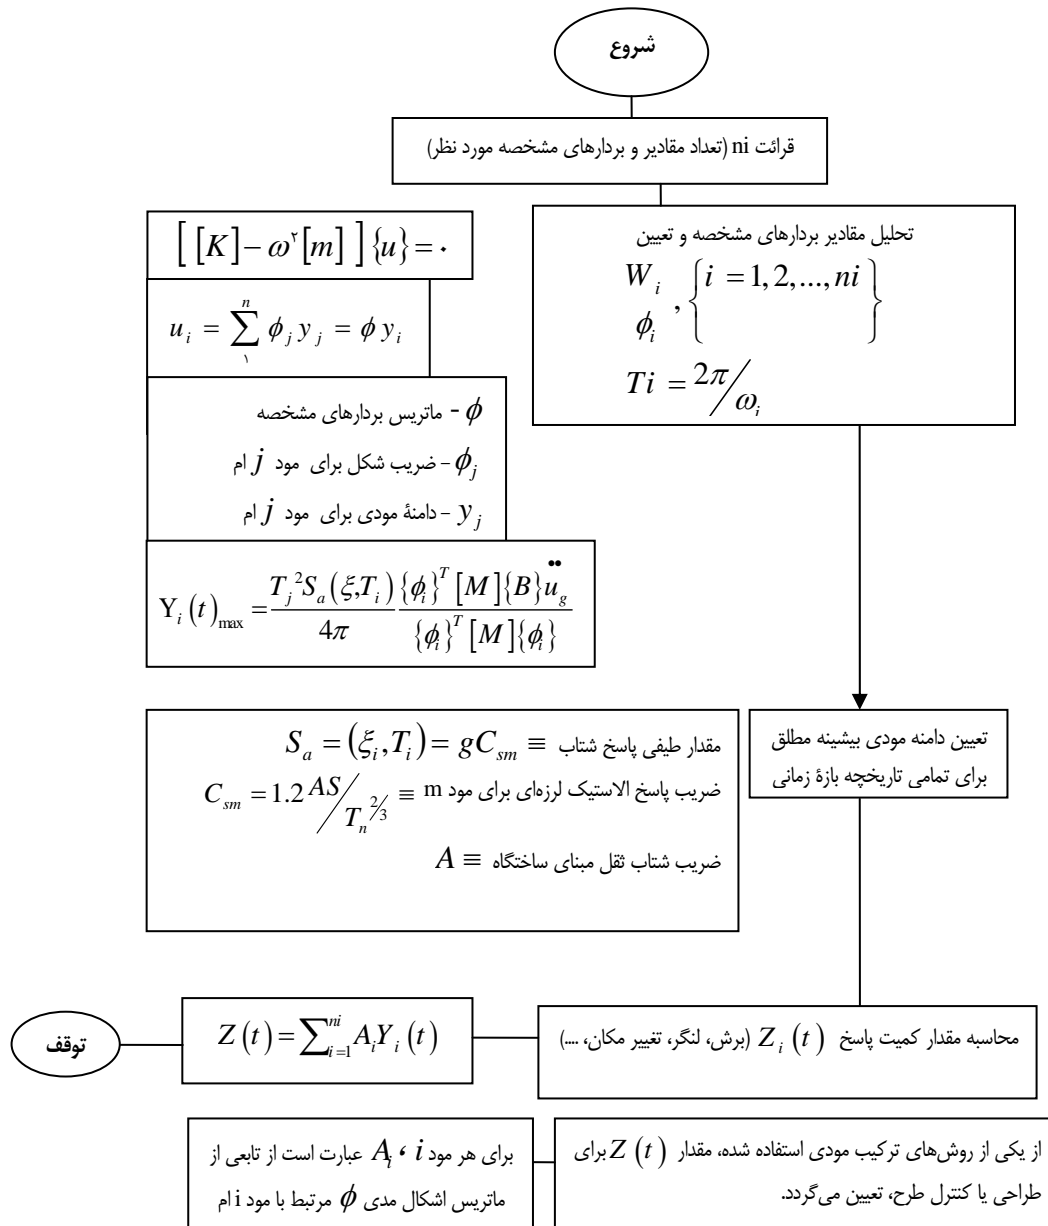 شروع
قرائت ni (تعداد مقادیر و بردارهای مشخصه مورد نظر)
تحلیل مقادیر بردارهای مشخصه و تعیین
W_i
ϕ_i , {i = 1, 2, ..., ni}
Ti = 2π/ω_i
[ [K] − ω^۲ [m] ] {u} = ۰
u_i = ∑_۱^n ϕ_j y_j = ϕ y_i
ϕ - ماتریس بردارهای مشخصه
ϕ_j - ضریب شکل برای مود j ام
y_j - دامنهٔ مودی برای مود j ام
Y_i (t)_max = T_j^2 S_a (ξ,T_i) / 4π {ϕ_i}^T [M]{B} ü_g / {ϕ_i}^T [M]{ϕ_i}
تعیین دامنه مودی بیشینه مطلق
برای تمامی تاریخچه بازهٔ زمانی
مقدار طیفی پاسخ شتاب ≡ S_a = (ξ_i, T_i) = gC_sm
ضریب پاسخ الاستیک لرزه‌ای برای مود m ≡ C_sm = 1.2 AS/T_n^{2/3}
ضریب شتاب ثقل مبنای ساختگاه ≡ A
محاسبه مقدار کمیت پاسخ Z_i (t) (برش، لنگر، تغییر مکان، ....)
Z (t) = ∑_{i=1}^{ni} A_i Y_i (t)
توقف
از یکی از روش‌های ترکیب مودی استفاده شده، مقدار Z (t) برای
طراحی یا کنترل طرح، تعیین می‌گردد.
برای هر مود i ، A_i عبارت است از تابعی از
ماتریس اشکال مدی ϕ مرتبط با مود i ام